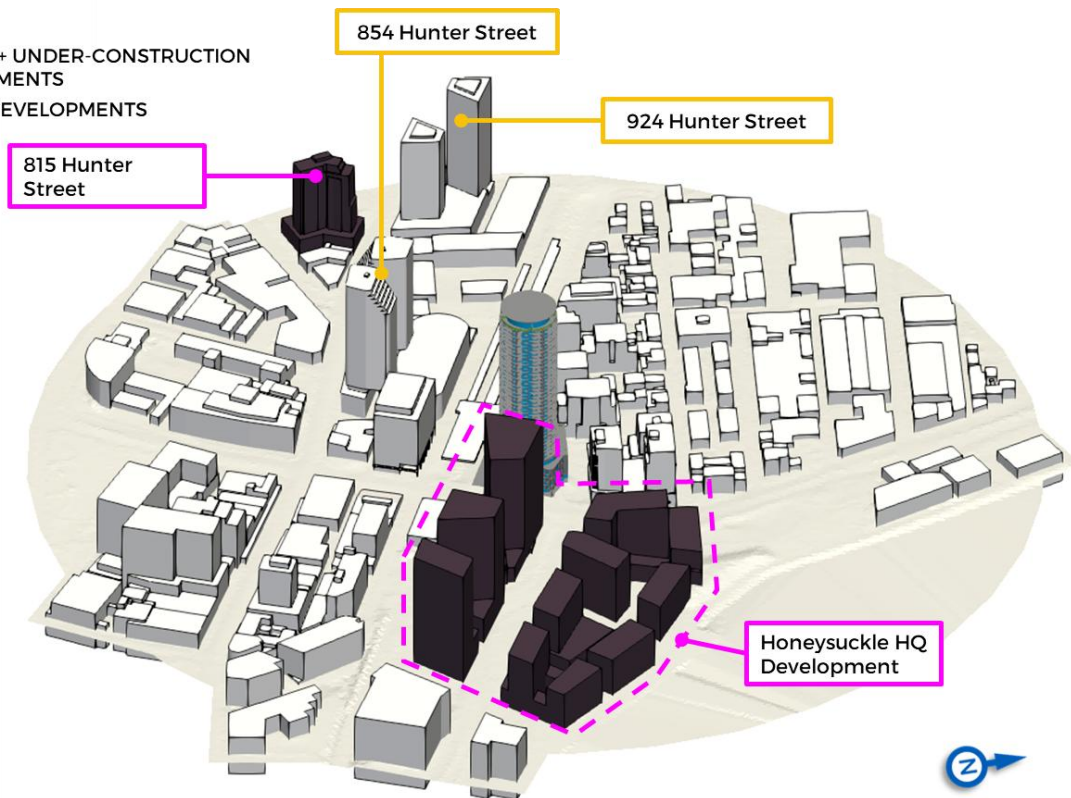 854 Hunter Street
+ UNDER-CONSTRUCTION
MENTS
EVELOPMENTS
924 Hunter Street
815 Hunter
Street
Honeysuckle HQ
Development
N